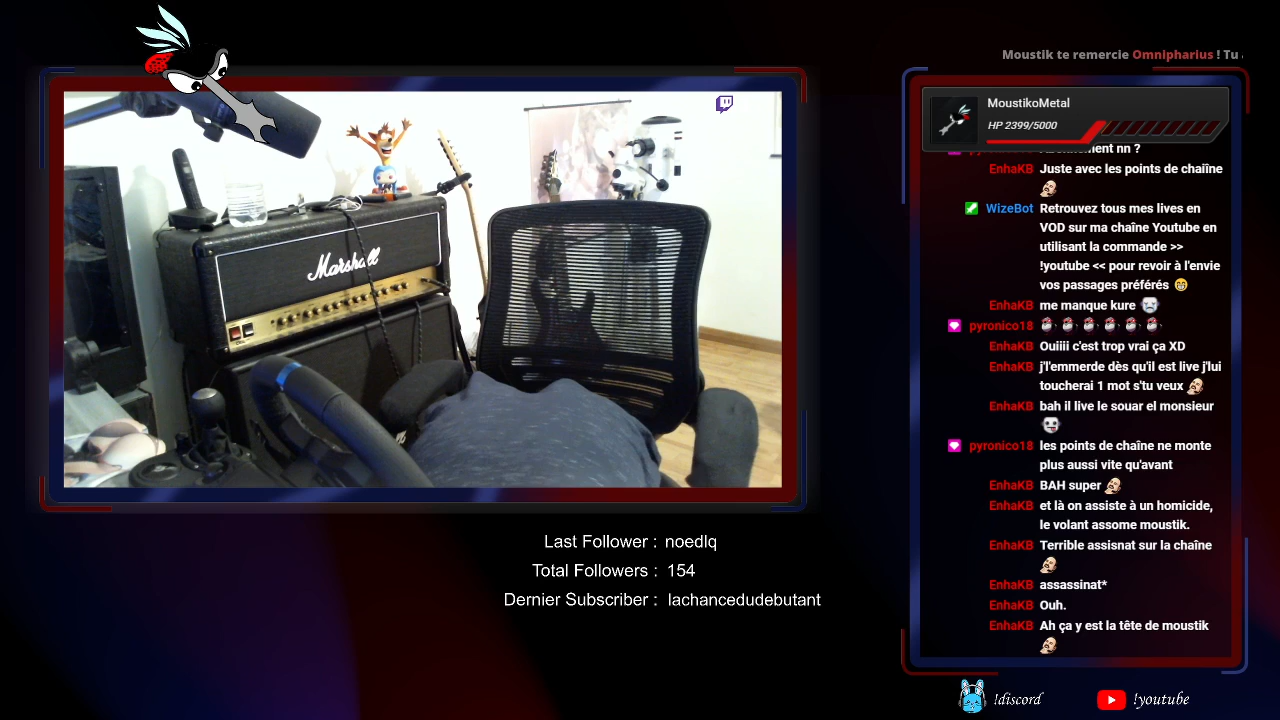 Moustik te remercie Omnipharius ! Tu
MoustikoMetal
HP 2399/5000
nn ?
EnhaKB Juste avec les points de chaîine
WizeBot Retrouvez tous mes lives en
VOD sur ma chaîne Youtube en
utilisant la commande >>
!youtube << pour revoir à l'envie
vos passages préférés
EnhaKB me manque kure
pyronico18
EnhaKB Ouiiii c'est trop vrai ça XD
EnhaKB j'l'emmerde dès qu'il est live j'lui
toucherai 1 mot s'tu veux
EnhaKB bah il live le souar el monsieur
pyronico18 les points de chaîne ne monte
plus aussi vite qu'avant
EnhaKB BAH super
EnhaKB et là on assiste à un homicide,
le volant assome moustik.
EnhaKB Terrible assisnat sur la chaîne
EnhaKB assassinat*
EnhaKB Ouh.
EnhaKB Ah ça y est la tête de moustik
!discord
!youtube
Marshall
Last Follower : noedlq
Total Followers : 154
Dernier Subscriber : lachancedudebutant